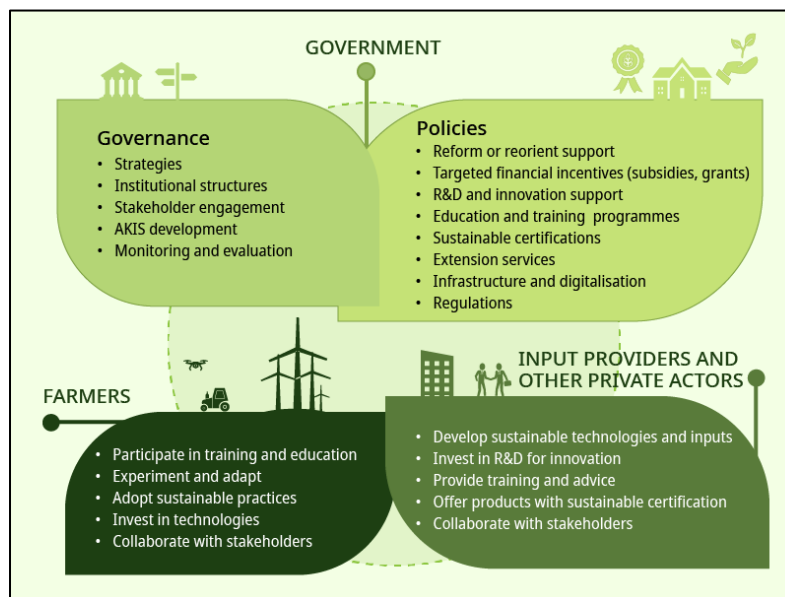 GOVERNMENT
Governance
• Strategies
• Institutional structures
• Stakeholder engagement
• AKIS development
• Monitoring and evaluation
Policies
• Reform or reorient support
• Targeted financial incentives (subsidies, grants)
• R&D and innovation support
• Education and training programmes
• Sustainable certifications
• Extension services
• Infrastructure and digitalisation
• Regulations
FARMERS
• Participate in training and education
• Experiment and adapt
• Adopt sustainable practices
• Invest in technologies
• Collaborate with stakeholders
INPUT PROVIDERS AND
OTHER PRIVATE ACTORS
• Develop sustainable technologies and inputs
• Invest in R&D for innovation
• Provide training and advice
• Offer products with sustainable certification
• Collaborate with stakeholders